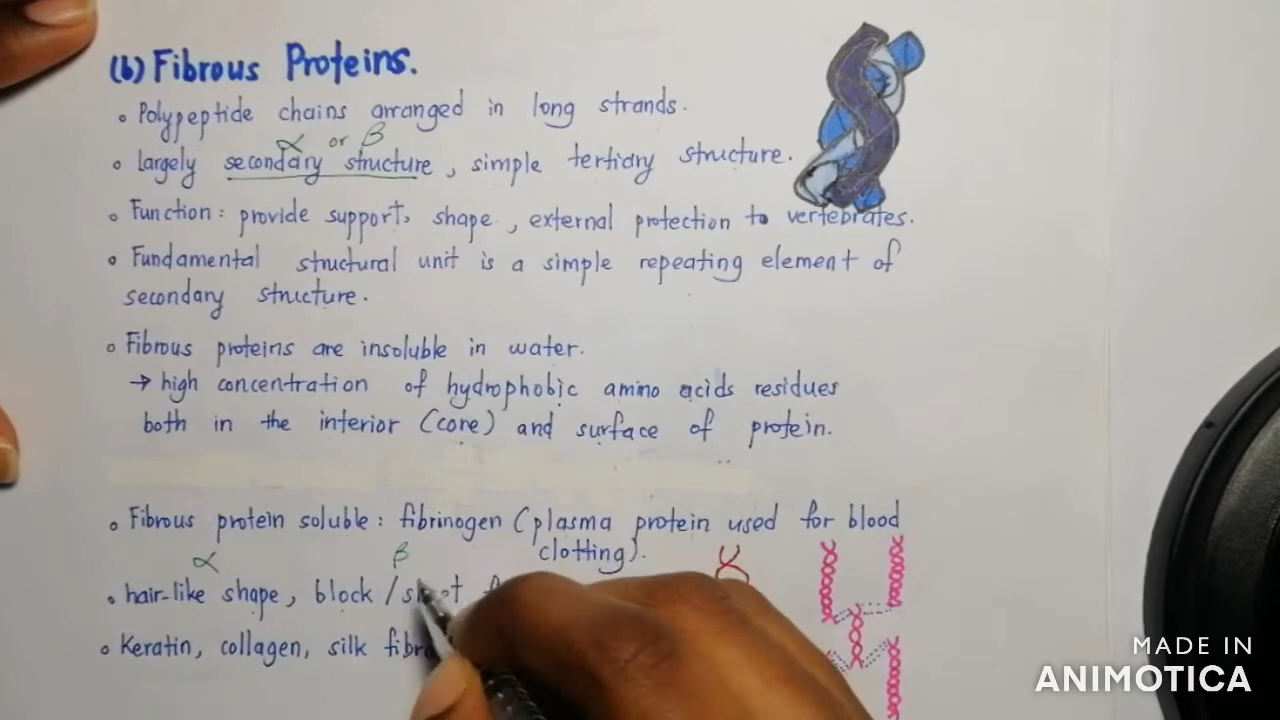 (b) Fibrous Proteins.
• Polypeptide chains arranged in long strands.
α or β
• Largely secondary structure, simple tertiary structure.
• Function: provide support, shape, external protection to vertebrates.
• Fundamental structural unit is a simple repeating element of
secondary structure.
• Fibrous proteins are insoluble in water.
→ high concentration of hydrophobic amino acids residues
both in the interior (core) and surface of protein.
• Fibrous protein soluble: fibrinogen (plasma protein used for blood
clotting).
α β
• hair-like shape, block /
• Keratin, collagen, silk
MADE IN
ANIMOTICA